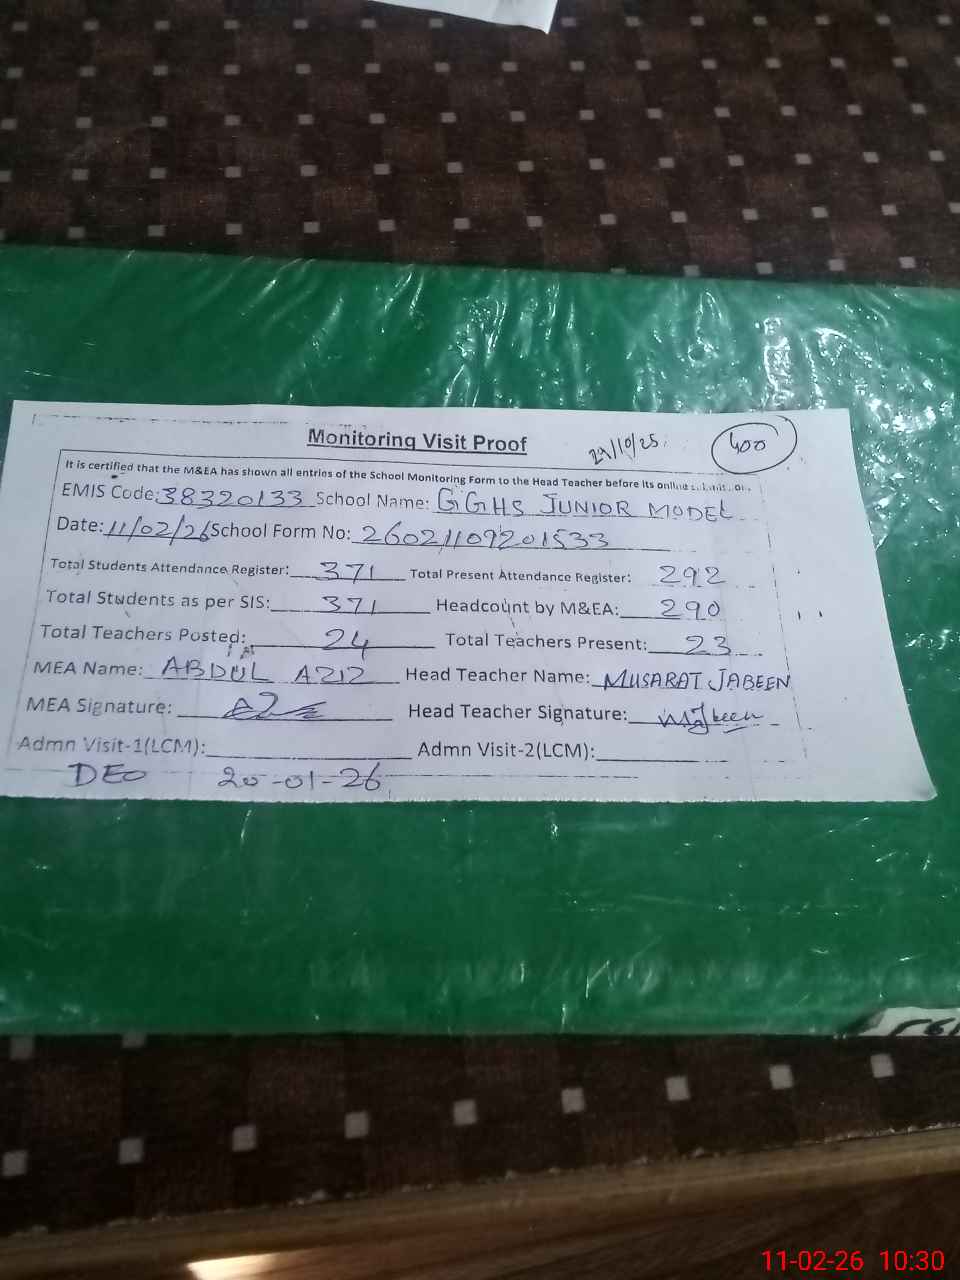 Monitoring Visit Proof
29/10/25
400
It is certified that the M&EA has shown all entries of the School Monitoring Form to the Head Teacher before its online
EMIS Code: 38320133 School Name: GGHS JUNIOR MODEL
Date: 11/02/26 School Form No: 26021109201533
Total Students Attendance Register: 371 Total Present Attendance Register: 292
Total Students as per SIS: 371 Headcount by M&EA: 290
Total Teachers Posted: 24 Total Teachers Present: 23
MEA Name: ABDUL AZIZ Head Teacher Name: MUSARAT JABEEN
MEA Signature: Head Teacher Signature: MsJbeen
Admn Visit-1(LCM): Admn Visit-2(LCM):
DEO 20-01-26
11-02-26 10:30